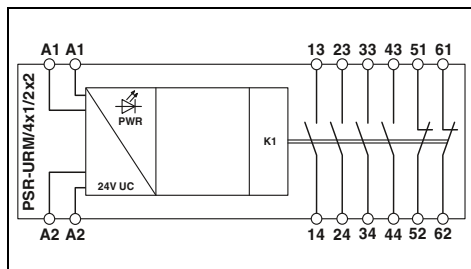 A1 A1 13 23 33 43 51 61
PSR-URM/4x1/2x2
PWR
K1
24V UC
A2 A2 14 24 34 44 52 62